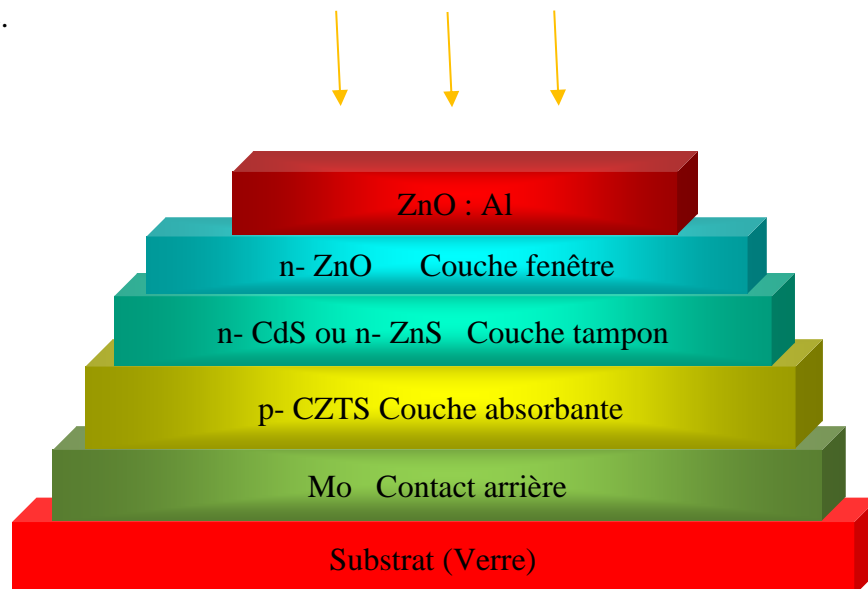 .
ZnO : Al
n- ZnO Couche fenêtre
n- CdS ou n- ZnS Couche tampon
p- CZTS Couche absorbante
Mo Contact arrière
Substrat (Verre)